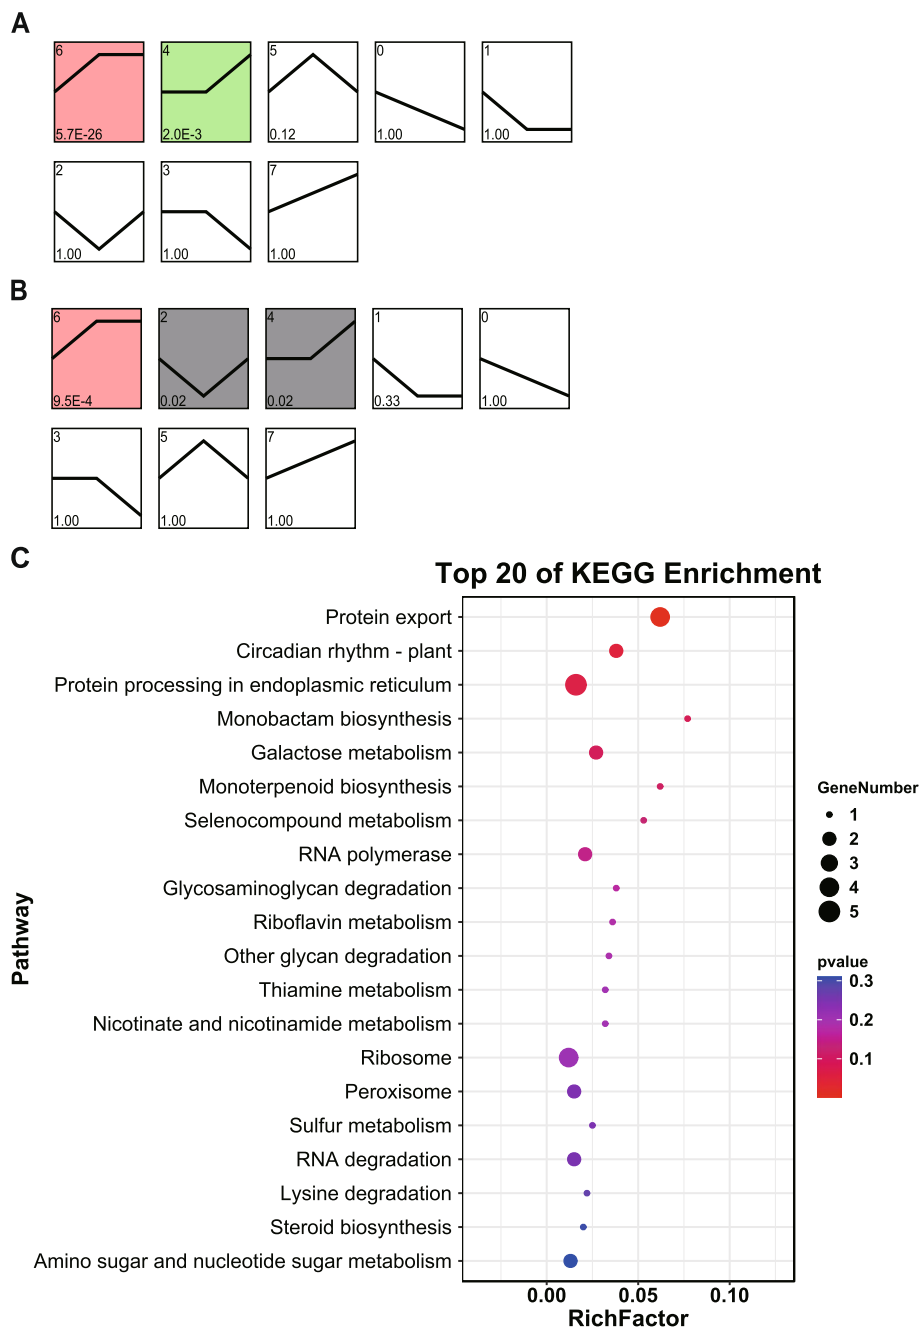 A
6
5.7E-26
4
2.0E-3
5
0.12
0
1.00
1
1.00
2
1.00
3
1.00
7
1.00
B
6
9.5E-4
2
0.02
4
0.02
1
0.33
0
1.00
3
1.00
5
1.00
7
1.00
C
Top 20 of KEGG Enrichment
Pathway
Protein export
Circadian rhythm - plant
Protein processing in endoplasmic reticulum
Monobactam biosynthesis
Galactose metabolism
Monoterpenoid biosynthesis
Selenocompound metabolism
RNA polymerase
Glycosaminoglycan degradation
Riboflavin metabolism
Other glycan degradation
Thiamine metabolism
Nicotinate and nicotinamide metabolism
Ribosome
Peroxisome
Sulfur metabolism
RNA degradation
Lysine degradation
Steroid biosynthesis
Amino sugar and nucleotide sugar metabolism
0.00 0.05 0.10
RichFactor
GeneNumber
1
2
3
4
5
pvalue
0.3
0.2
0.1